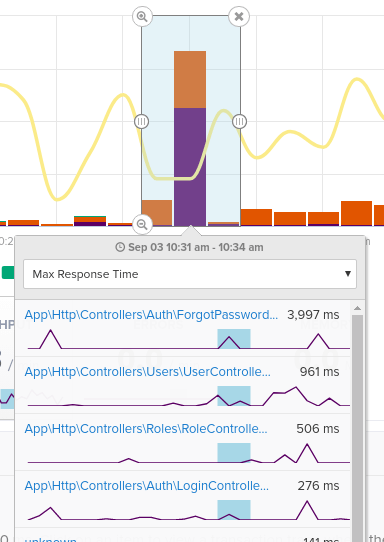 Sep 03 10:31 am - 10:34 am
Max Response Time
App\Http\Controllers\Auth\ForgotPassword... 3,997 ms
App\Http\Controllers\Users\UserControlle... 961 ms
App\Http\Controllers\Roles\RoleControlle... 506 ms
App\Http\Controllers\Auth\LoginControlle... 276 ms
unknown 141 ms